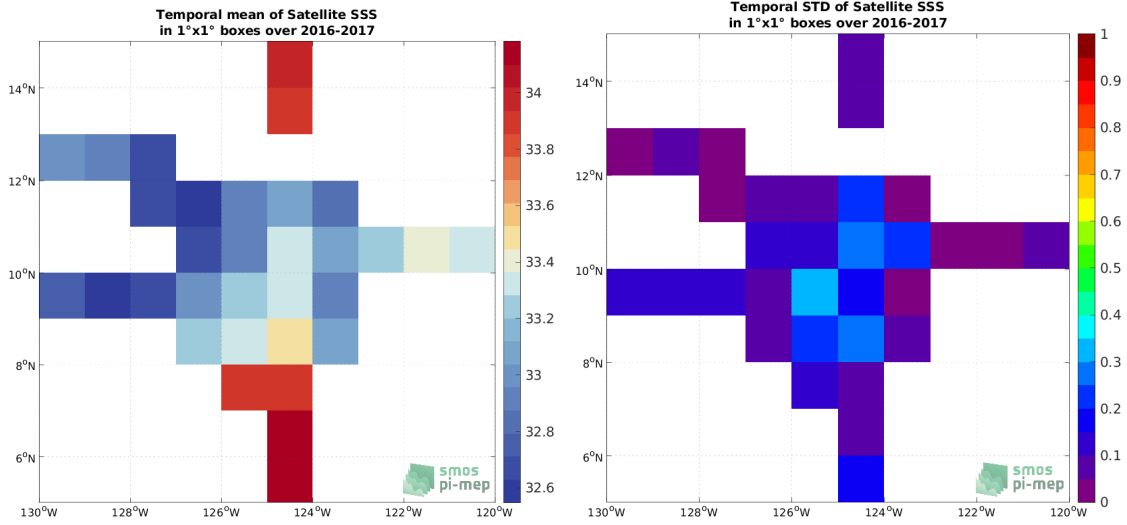 Temporal mean of Satellite SSS
in 1°x1° boxes over 2016-2017
14°N
12°N
10°N
8°N
6°N
130°W
128°W
126°W
124°W
122°W
120°W
34
33.8
33.6
33.4
33.2
33
32.8
32.6
smos
pi-mep
Temporal STD of Satellite SSS
in 1°x1° boxes over 2016-2017
14°N
12°N
10°N
8°N
6°N
130°W
128°W
126°W
124°W
122°W
120°W
1
0.9
0.8
0.7
0.6
0.5
0.4
0.3
0.2
0.1
0
smos
pi-mep